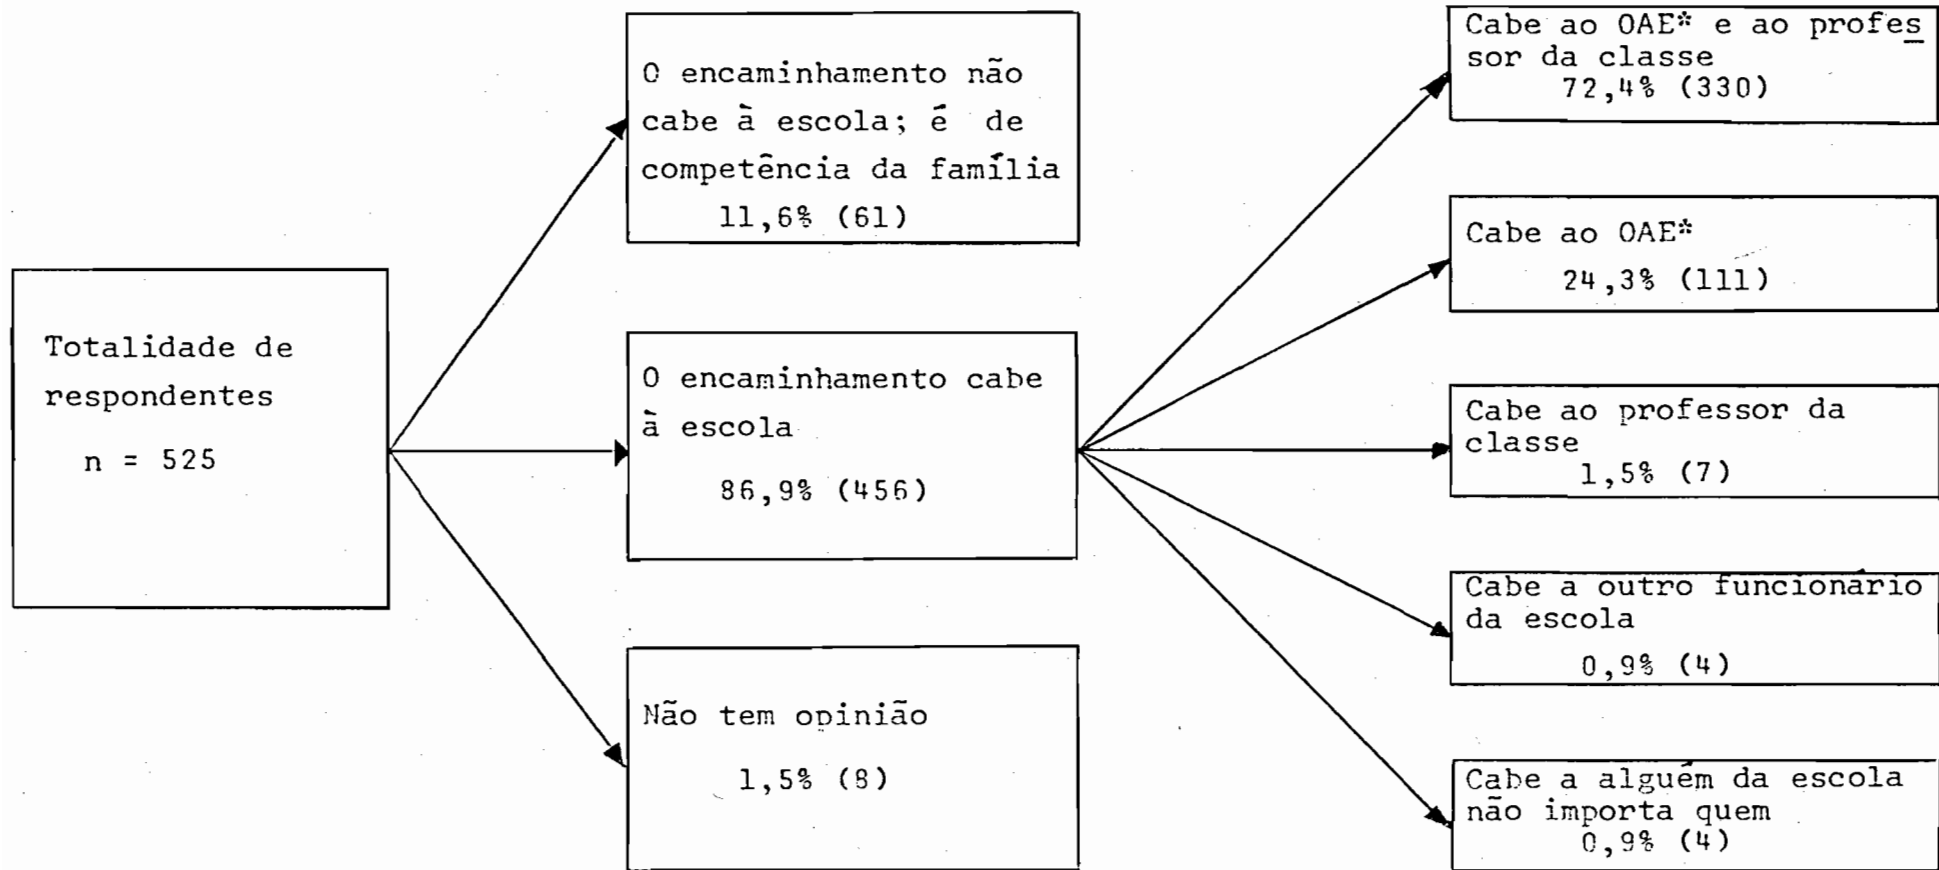 Totalidade de
respondentes
n = 525
O encaminhamento não
cabe à escola; é de
competência da família
11,6% (61)
O encaminhamento cabe
à escola
86,9% (456)
Não tem opinião
1,5% (8)
Cabe ao OAE* e ao profes
sor da classe
72,4% (330)
Cabe ao OAE*
24,3% (111)
Cabe ao professor da
classe
1,5% (7)
Cabe a outro funcionário
da escola
0,9% (4)
Cabe a alguém da escola
não importa quem
0,9% (4)